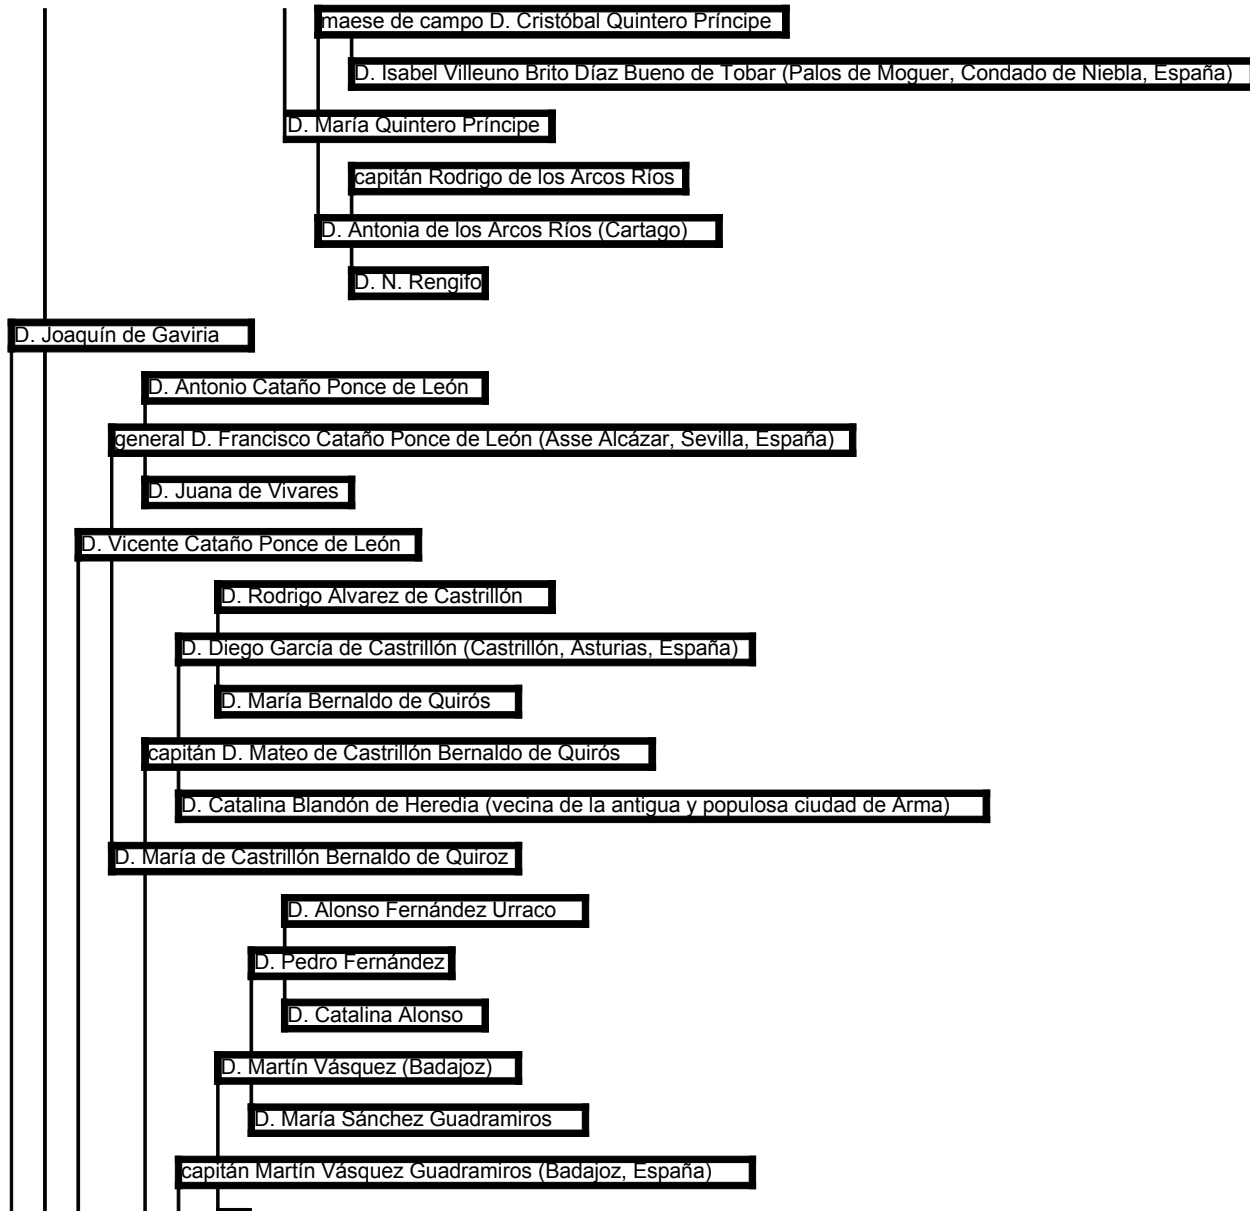 maese de campo D. Cristóbal Quintero Príncipe
D. Isabel Villeuno Brito Díaz Bueno de Tobar (Palos de Moguer, Condado de Niebla, España)
D. María Quintero Príncipe
capitán Rodrigo de los Arcos Ríos
D. Antonia de los Arcos Ríos (Cartago)
D. N. Rengifo
D. Joaquín de Gaviria
D. Antonio Cataño Ponce de León
general D. Francisco Cataño Ponce de León (Asse Alcázar, Sevilla, España)
D. Juana de Vivares
D. Vicente Cataño Ponce de León
D. Rodrigo Alvarez de Castrillón
D. Diego García de Castrillón (Castrillón, Asturias, España)
D. María Bernaldo de Quirós
capitán D. Mateo de Castrillón Bernaldo de Quirós
D. Catalina Blandón de Heredia (vecina de la antigua y populosa ciudad de Arma)
D. María de Castrillón Bernaldo de Quiroz
D. Alonso Fernández Urraco
D. Pedro Fernández
D. Catalina Alonso
D. Martín Vásquez (Badajoz)
D. María Sánchez Guadramiros
capitán Martín Vásquez Guadramiros (Badajoz, España)